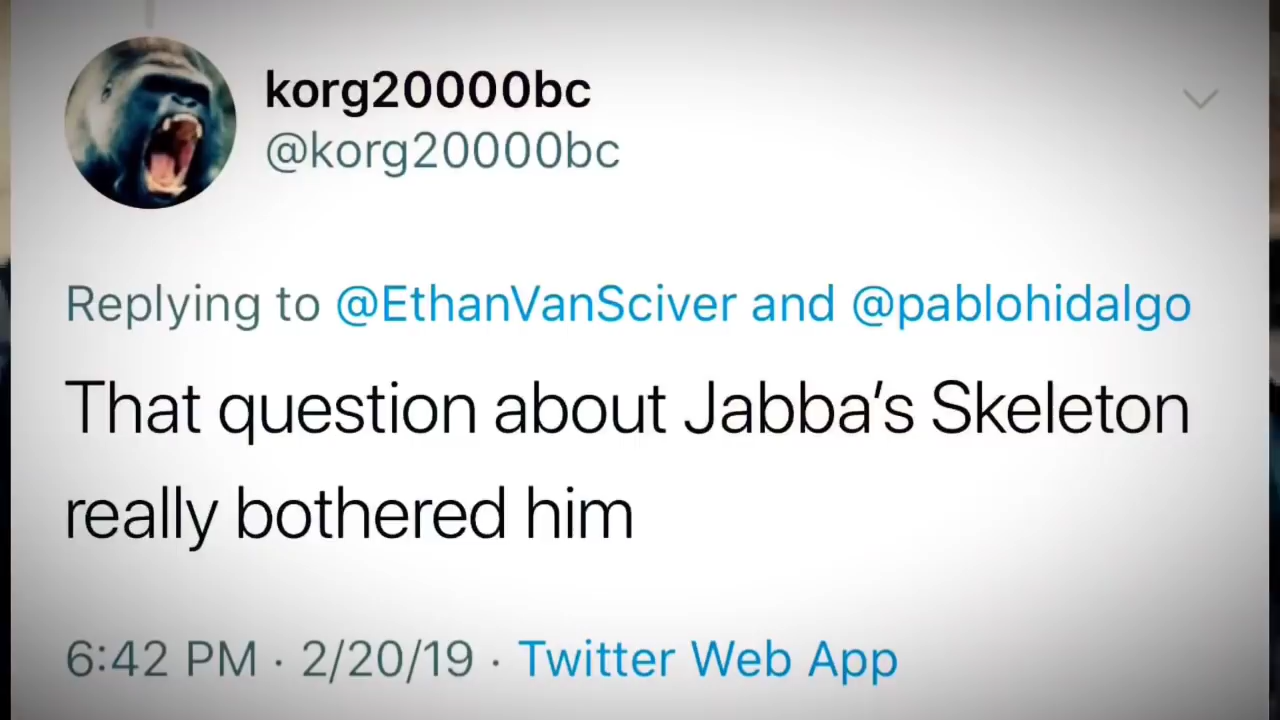 korg20000bc
@korg20000bc
Replying to @EthanVanSciver and @pablohidalgo
That question about Jabba’s Skeleton
really bothered him
6:42 PM · 2/20/19 · Twitter Web App